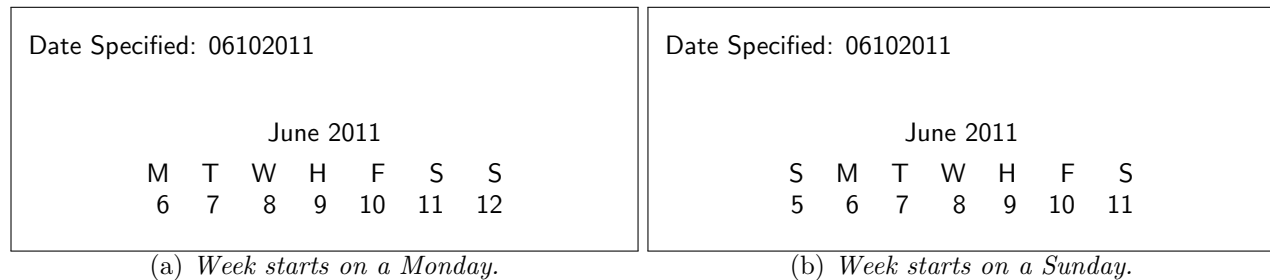 Date Specified: 06102011
June 2011
M T W H F S S
6 7 8 9 10 11 12
(a) Week starts on a Monday.
Date Specified: 06102011
June 2011
S M T W H F S
5 6 7 8 9 10 11
(b) Week starts on a Sunday.